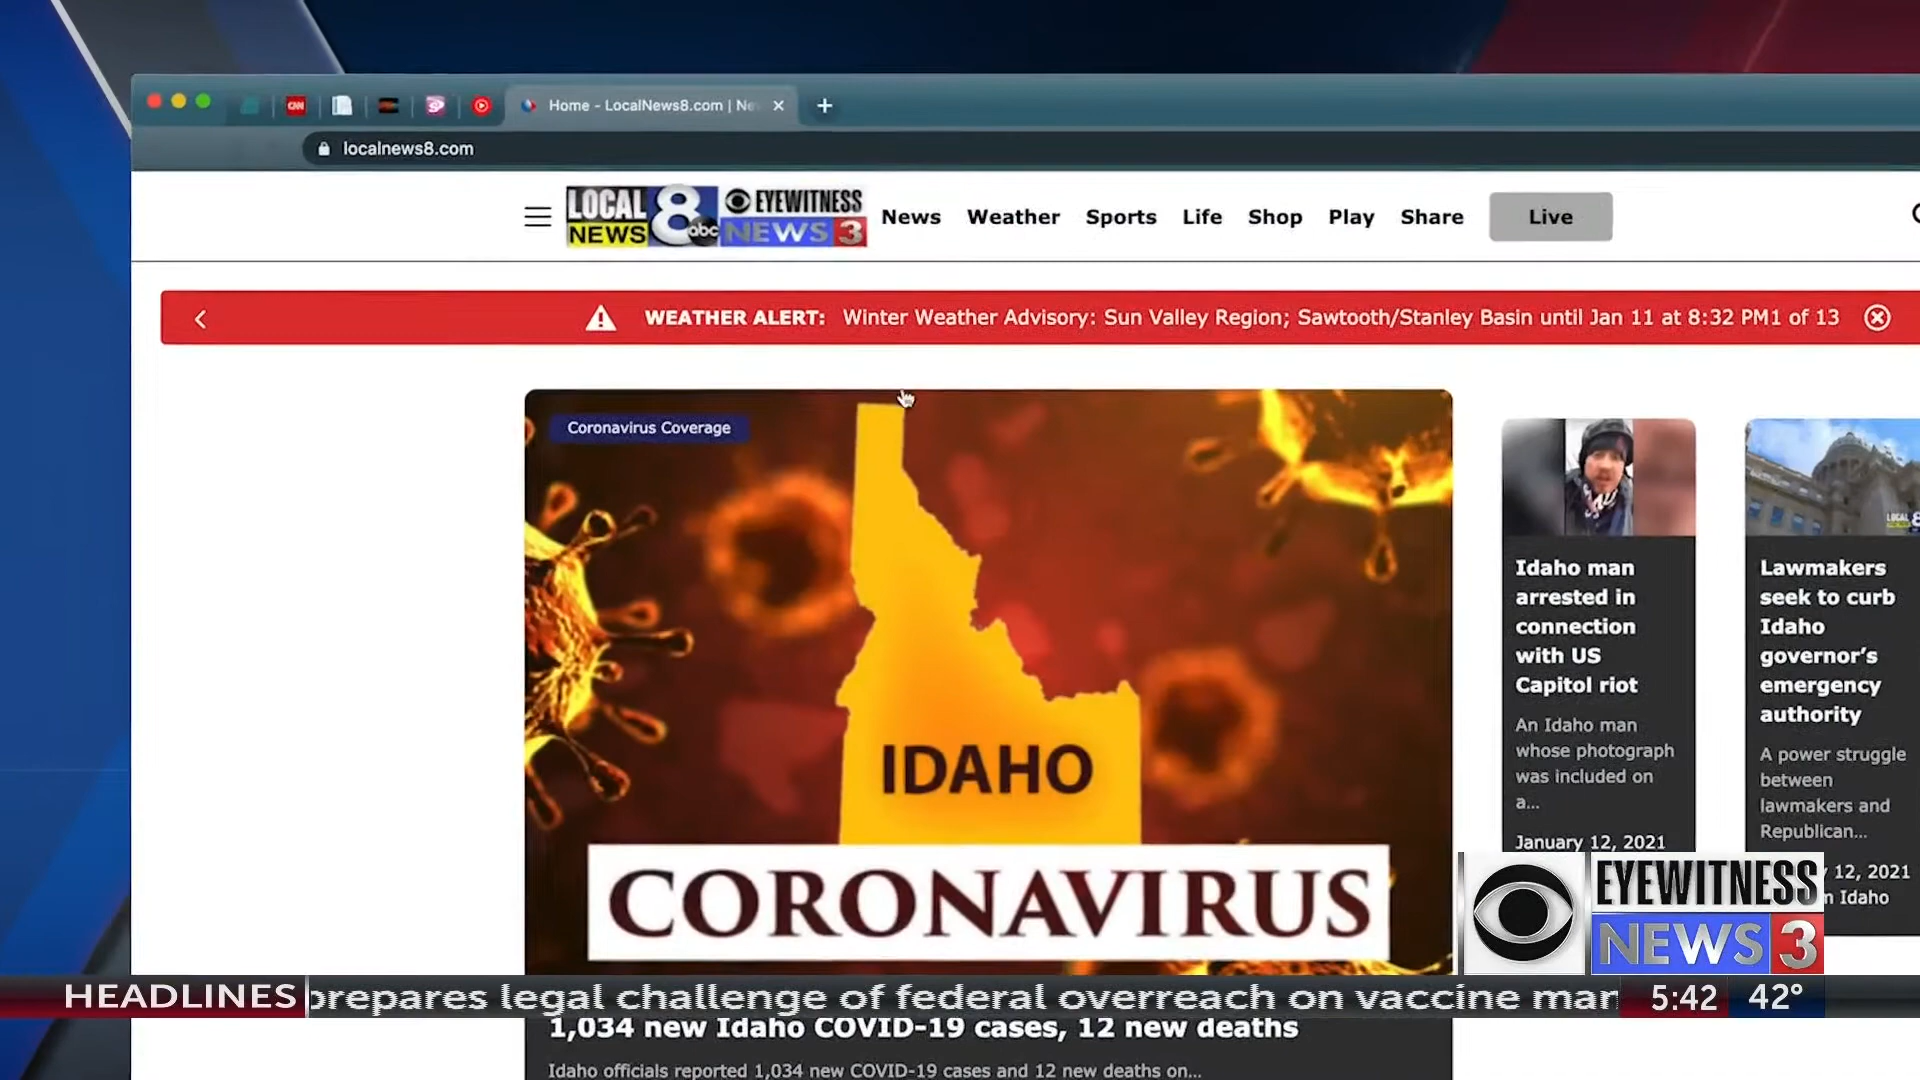 CNN
Home - LocalNews8.com | Ne
localnews8.com
LOCAL NEWS 8 abc EYEWITNESS NEWS 3
News Weather Sports Life Shop Play Share Live
WEATHER ALERT: Winter Weather Advisory: Sun Valley Region; Sawtooth/Stanley Basin until Jan 11 at 8:32 PM1 of 13
Coronavirus Coverage
IDAHO
CORONAVIRUS
1,034 new Idaho COVID-19 cases, 12 new deaths
Idaho officials reported 1,034 new COVID-19 cases and 12 new deaths on...
Idaho man
arrested in
connection
with US
Capitol riot
An Idaho man
whose photograph
was included on
a...
January 12, 2021
LOCAL 8
Lawmakers
seek to curb
Idaho
governor's
emergency
authority
A power struggle
between
lawmakers and
Republican...
12, 2021
Idaho
EYEWITNESS
NEWS 3
HEADLINES prepares legal challenge of federal overreach on vaccine man 5:42 42°